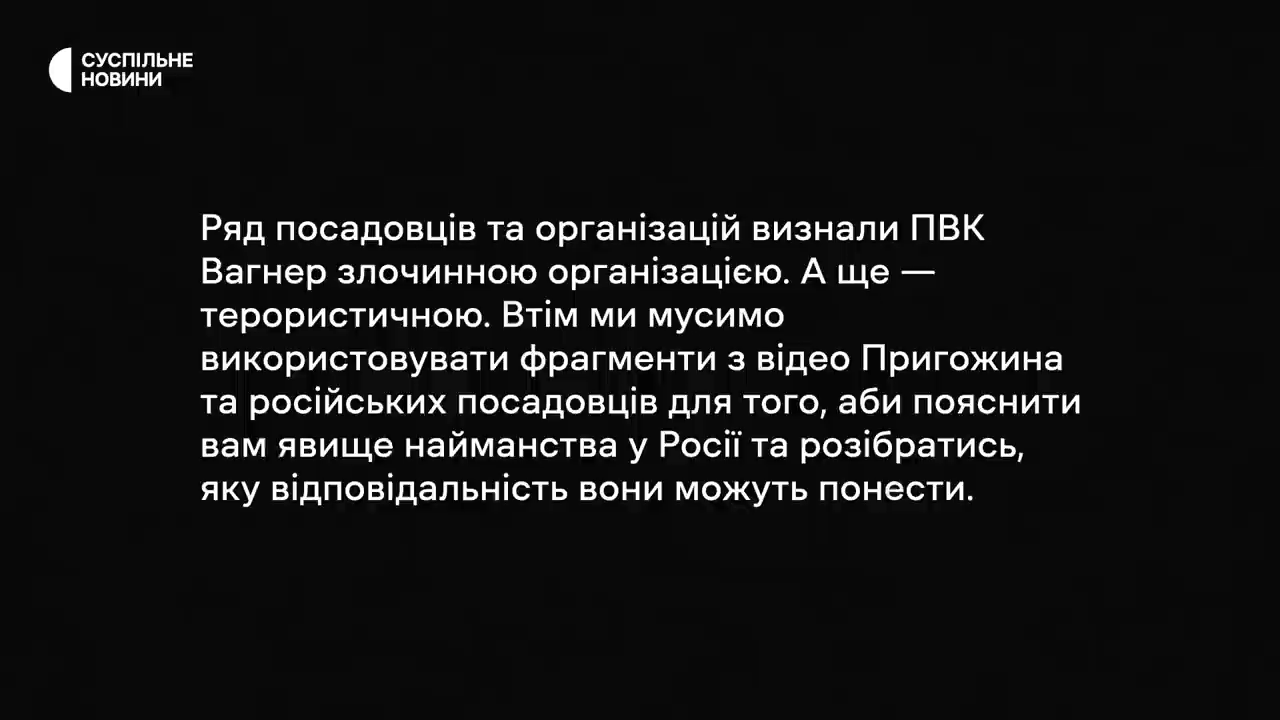 СУСПІЛЬНЕ
НОВИНИ
Ряд посадовців та організацій визнали ПВК
Вагнер злочинною організацією. А ще —
терористичною. Втім ми мусимо
використовувати фрагменти з відео Пригожина
та російських посадовців для того, аби пояснити
вам явище найманства у Росії та розібратись,
яку відповідальність вони можуть понести.